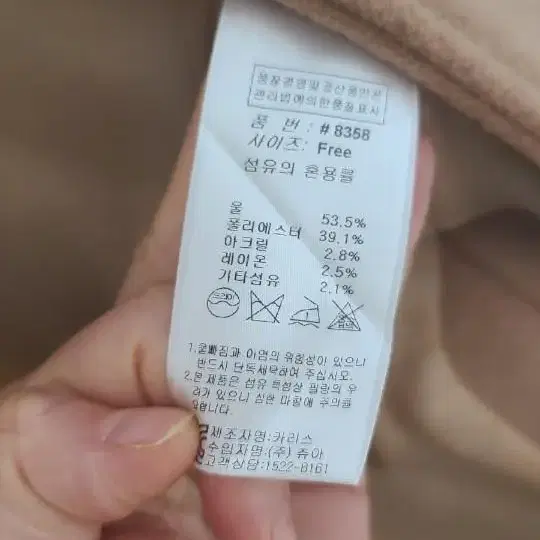 품질경영및공산품안전
관리법에의한품질표시
품 번 : # 8358
사이즈: Free
섬유의 혼용률
울 53.5%
폴리에스터 39.1%
아크릴 2.8%
레이온 2.5%
기타섬유 2.1%
드라이
1.물빠짐과 이염의 위험성이 있으니
반드시 단독세탁하여 주십시오.
2.본 제품은 섬유 특성상 필링의 우
려가 있으니 심한 마찰에 주의를
바랍니다.
제조자명:카리스
수입자명:(주) 쥬아
고객상담:1522-8161